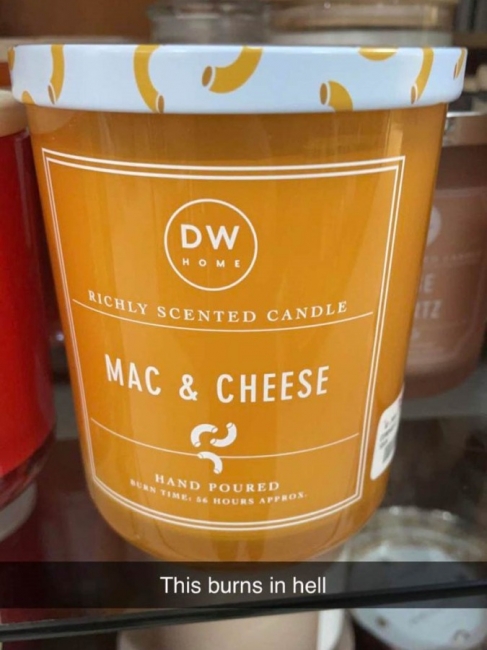 DW
HOME
RICHLY SCENTED CANDLE
MAC & CHEESE
HAND POURED
BURN TIME: 56 HOURS APPROX.
This burns in hell